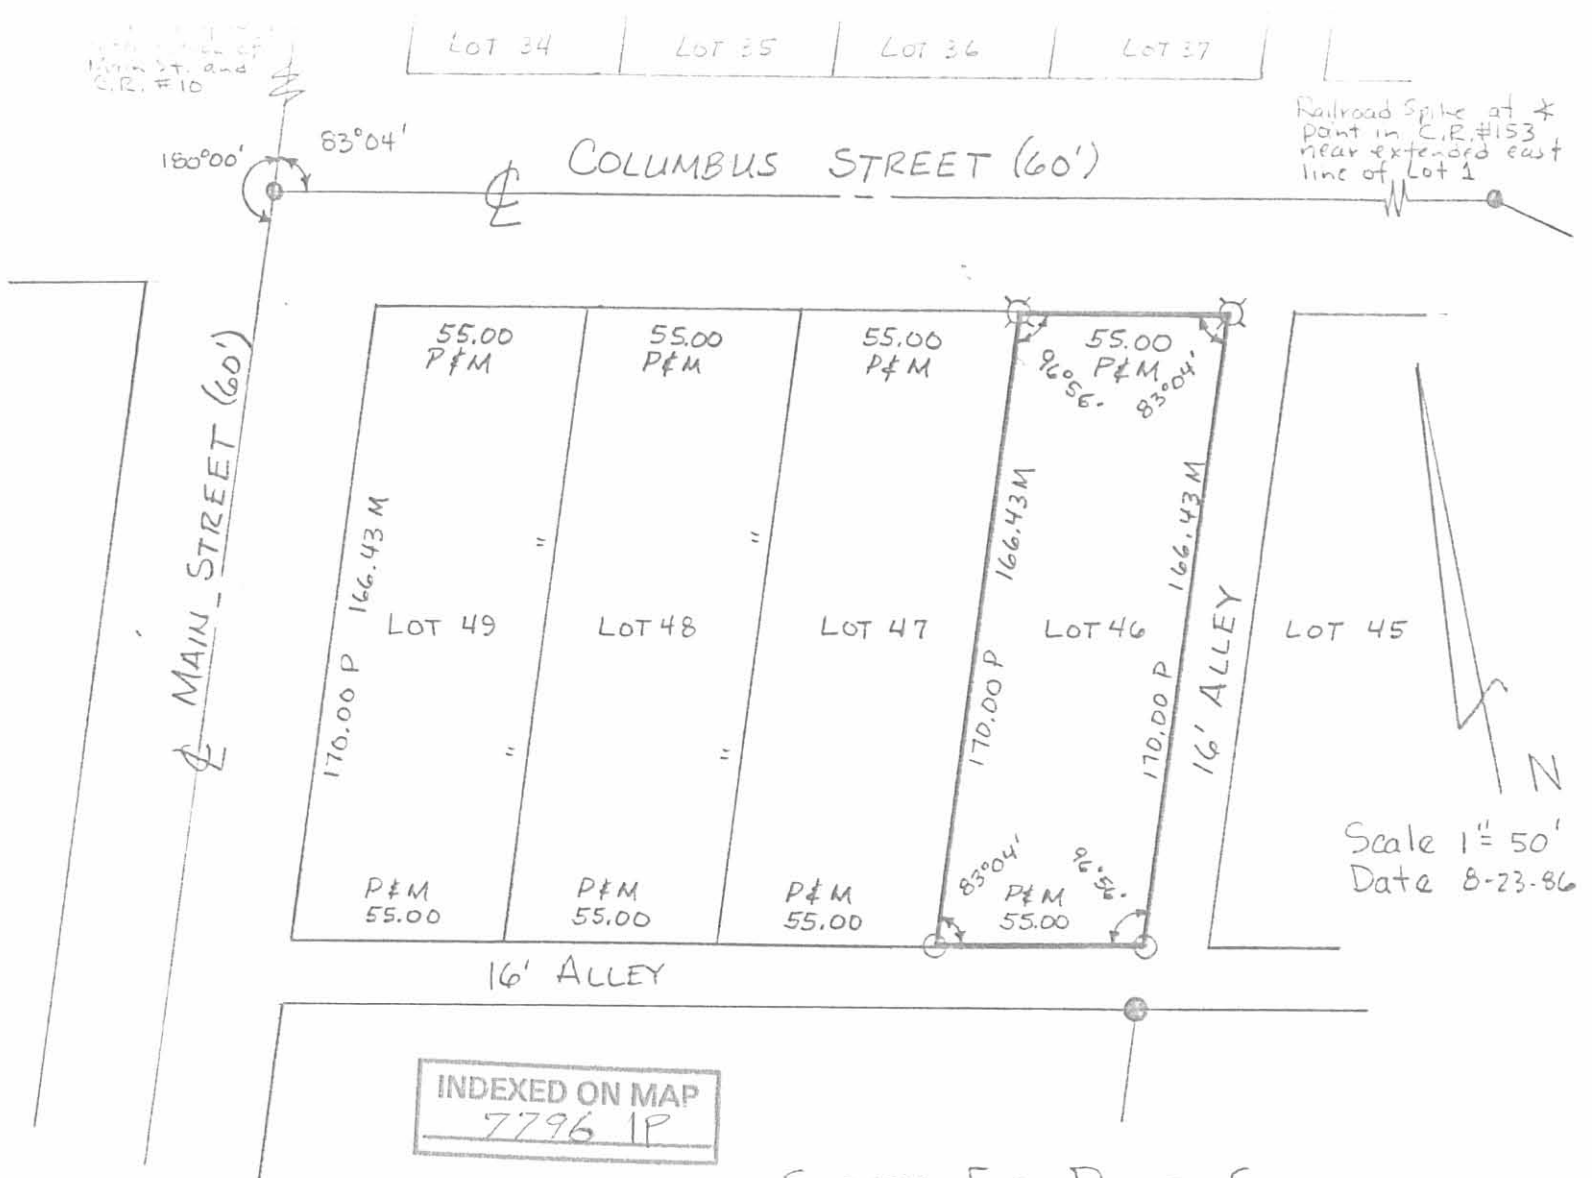 LOT 34
LOT 35
LOT 36
LOT 37
Main St. and
C.R. #10
Railroad Spike at
point in C.R. #153
near extended east
line of Lot 1
180°00'
83°04'
COLUMBUS STREET (60')
MAIN STREET (60')
55.00
P&M
55.00
P&M
55.00
P&M
55.00
P&M
96°56'
83°04'
166.43 M
170.00 P
"
"
"
"
166.43 M
170.00 P
166.43 M
170.00 P
LOT 49
LOT 48
LOT 47
LOT 46
16' ALLEY
LOT 45
N
Scale 1" = 50'
Date 8-23-86
83°04'
96°56'
P&M
55.00
P&M
55.00
P&M
55.00
P&M
55.00
16' ALLEY
INDEXED ON MAP
7796 IP